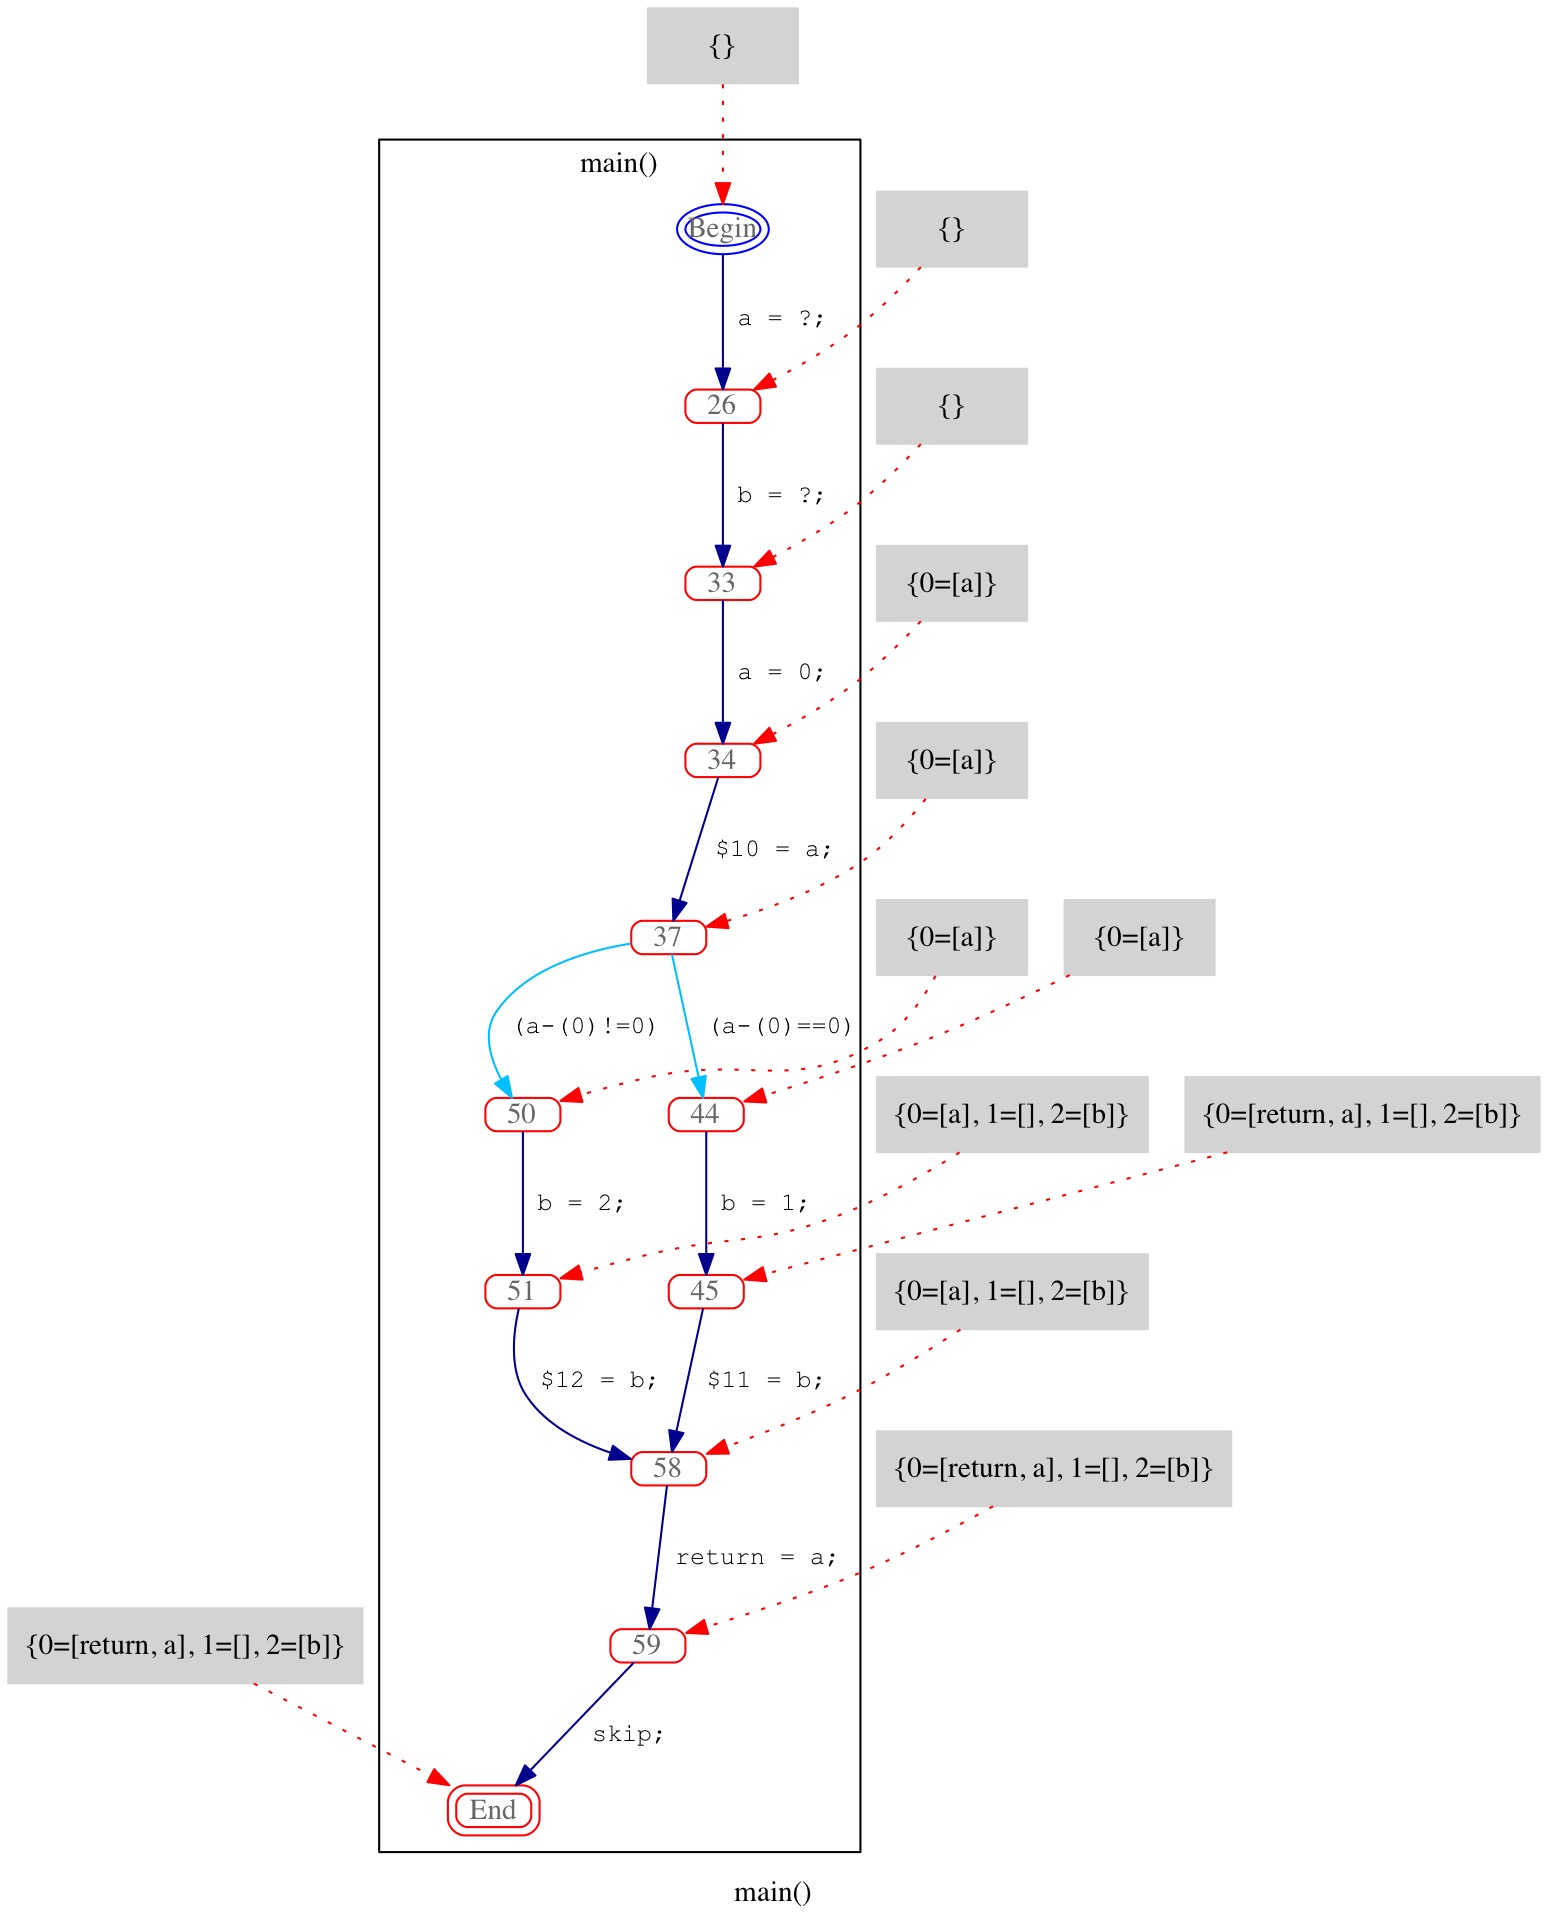 {}
main()
Begin
{}
a = ?;
26
{}
b = ?;
33
{0=[a]}
a = 0;
34
{0=[a]}
$10 = a;
37
{0=[a]}
{0=[a]}
(a-(0)!=0)
(a-(0)==0)
50
44
{0=[a], 1=[], 2=[b]}
{0=[return, a], 1=[], 2=[b]}
b = 2;
b = 1;
51
45
{0=[a], 1=[], 2=[b]}
$12 = b;
$11 = b;
58
{0=[return, a], 1=[], 2=[b]}
return = a;
{0=[return, a], 1=[], 2=[b]}
59
skip;
End
main()